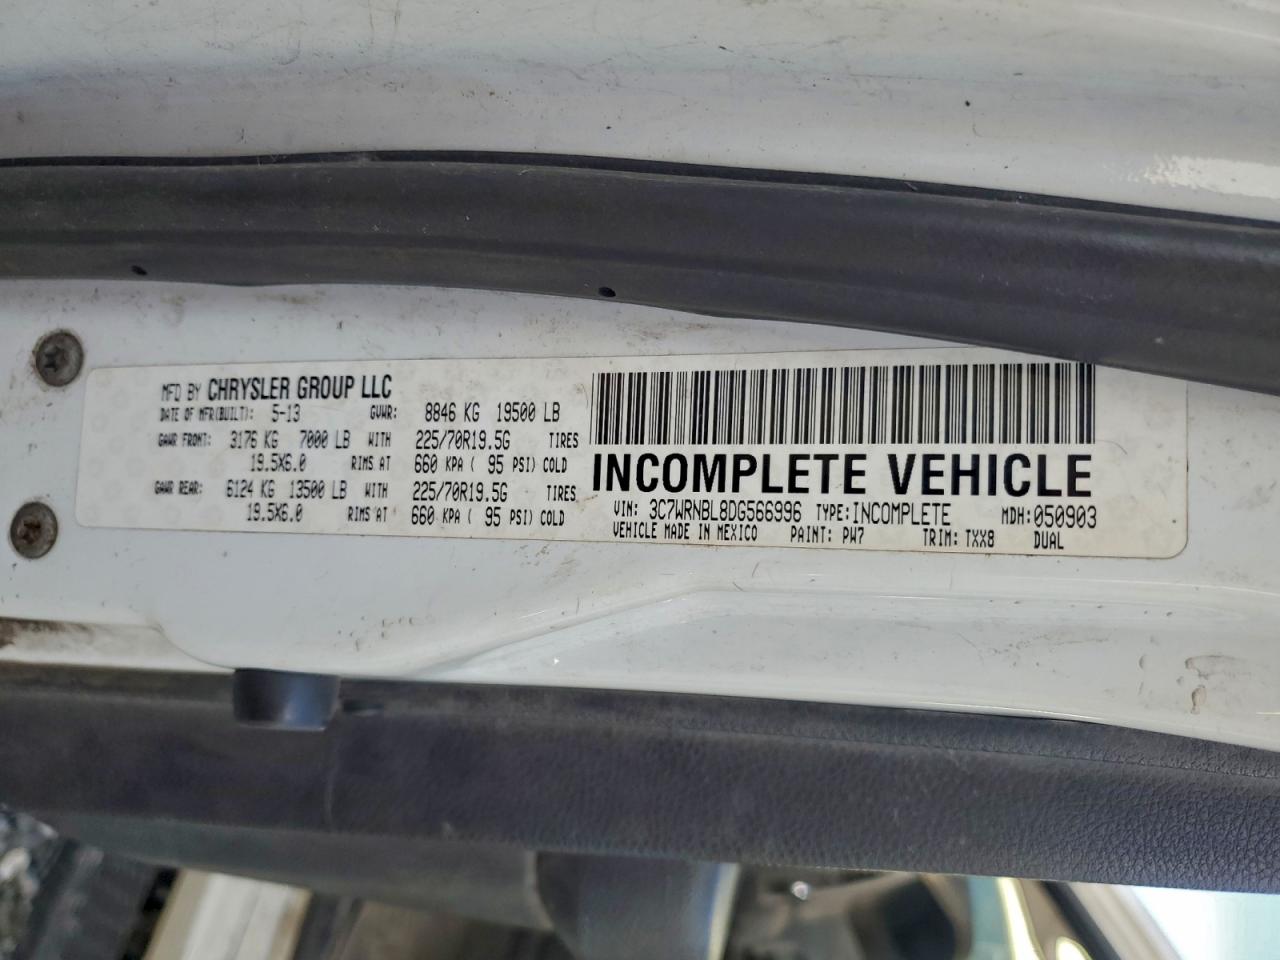 MFD BY CHRYSLER GROUP LLC
DATE OF MFR(BUILT): 5-13 GVWR: 8846 KG 19500 LB
GAWR FRONT: 3176 KG 7000 LB WITH 225/70R19.5G TIRES
19.5X6.0 RIMS AT 660 KPA ( 95 PSI) COLD
GAWR REAR: 6124 KG 13500 LB WITH 225/70R19.5G TIRES
19.5X6.0 RIMS AT 660 KPA ( 95 PSI) COLD
INCOMPLETE VEHICLE
VIN: 3C7WRNBL8DG566996 TYPE: INCOMPLETE MDH: 050903
VEHICLE MADE IN MEXICO PAINT: PW7 TRIM: TXX8 DUAL